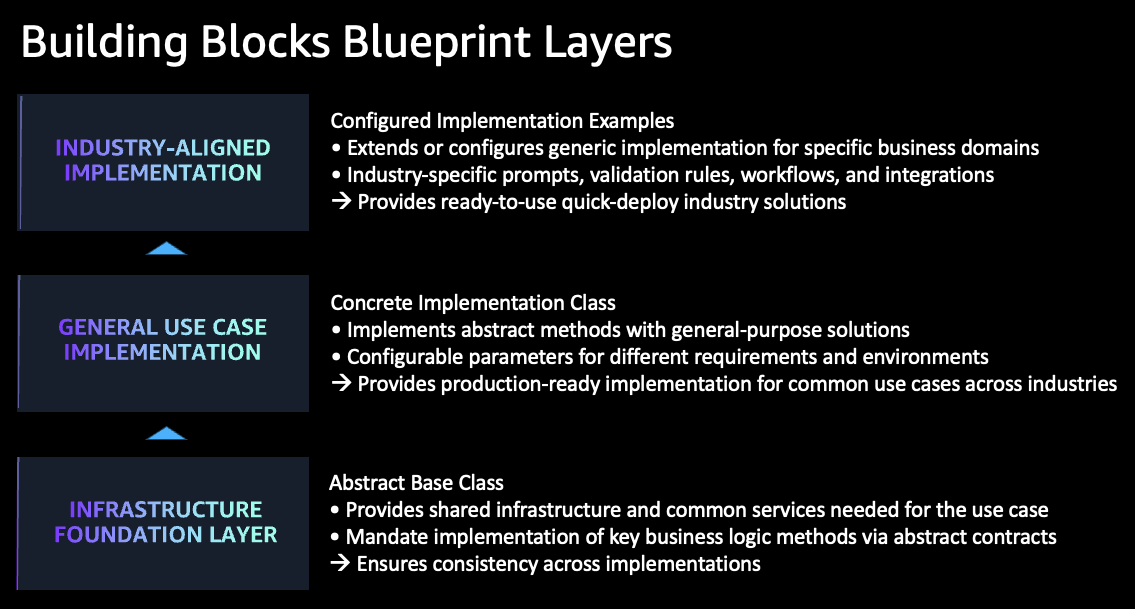 Building Blocks Blueprint Layers
INDUSTRY-ALIGNED
IMPLEMENTATION
Configured Implementation Examples
• Extends or configures generic implementation for specific business domains
• Industry-specific prompts, validation rules, workflows, and integrations
→ Provides ready-to-use quick-deploy industry solutions
GENERAL USE CASE
IMPLEMENTATION
Concrete Implementation Class
• Implements abstract methods with general-purpose solutions
• Configurable parameters for different requirements and environments
→ Provides production-ready implementation for common use cases across industries
INFRASTRUCTURE
FOUNDATION LAYER
Abstract Base Class
• Provides shared infrastructure and common services needed for the use case
• Mandate implementation of key business logic methods via abstract contracts
→ Ensures consistency across implementations